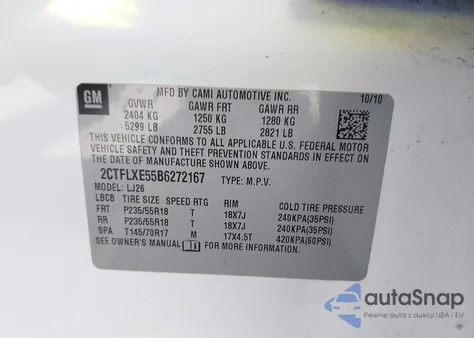 GM
MFD BY CAMI AUTOMOTIVE INC. 10/10
GVWR GAWR FRT GAWR RR
2404 KG 1250 KG 1280 KG
5299 LB 2755 LB 2821 LB
THIS VEHICLE CONFORMS TO ALL APPLICABLE U.S. FEDERAL MOTOR
VEHICLE SAFETY AND THEFT PREVENTION STANDARDS IN EFFECT ON
THE DATE OF MANUFACTURE SHOWN ABOVE.
2CTFLXE55B6272167 TYPE: M.P.V.
MODEL: LJ26
LBCB TIRE SIZE SPEED RTG RIM COLD TIRE PRESSURE
FRT P235/55R18 T 18X7J 240KPA(35PSI)
RR P235/55R18 T 18X7J 240KPA(35PSI)
SPA T145/70R17 M 17X4.5T 420KPA(60PSI)
SEE OWNER'S MANUAL FOR MORE INFORMATION.
autoSnap
Pewne auta z dostawą z USA i EU